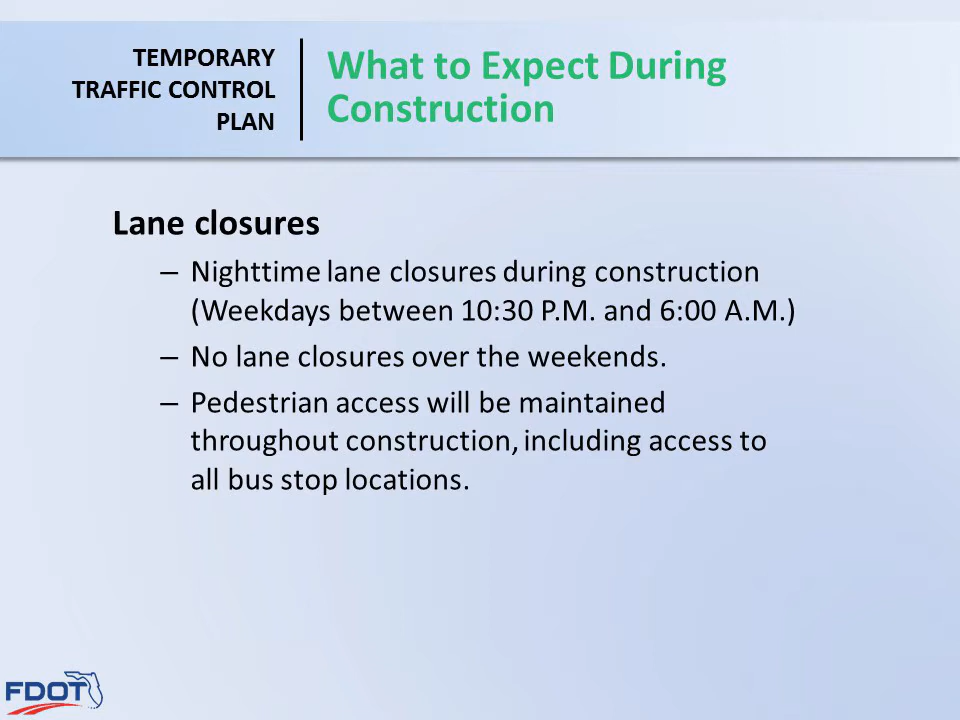 TEMPORARY
TRAFFIC CONTROL
PLAN
What to Expect During
Construction
Lane closures
– Nighttime lane closures during construction
(Weekdays between 10:30 P.M. and 6:00 A.M.)
– No lane closures over the weekends.
– Pedestrian access will be maintained
throughout construction, including access to
all bus stop locations.
FDOT